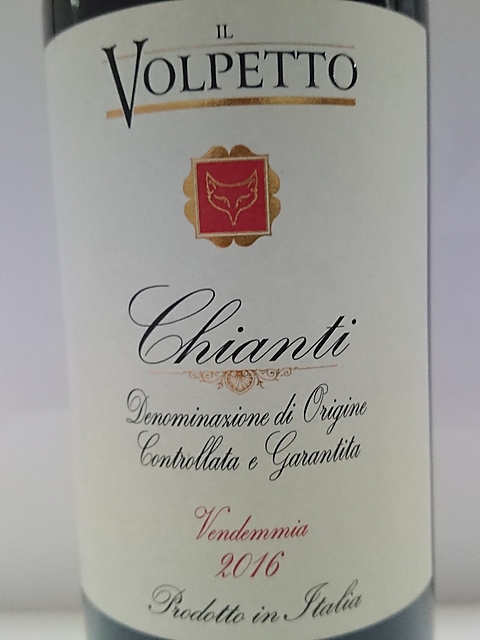 IL
VOLPETTO
Chianti
Denominazione di Origine
Controllata e Garantita
Vendemmia
2016
Prodotto in Italia